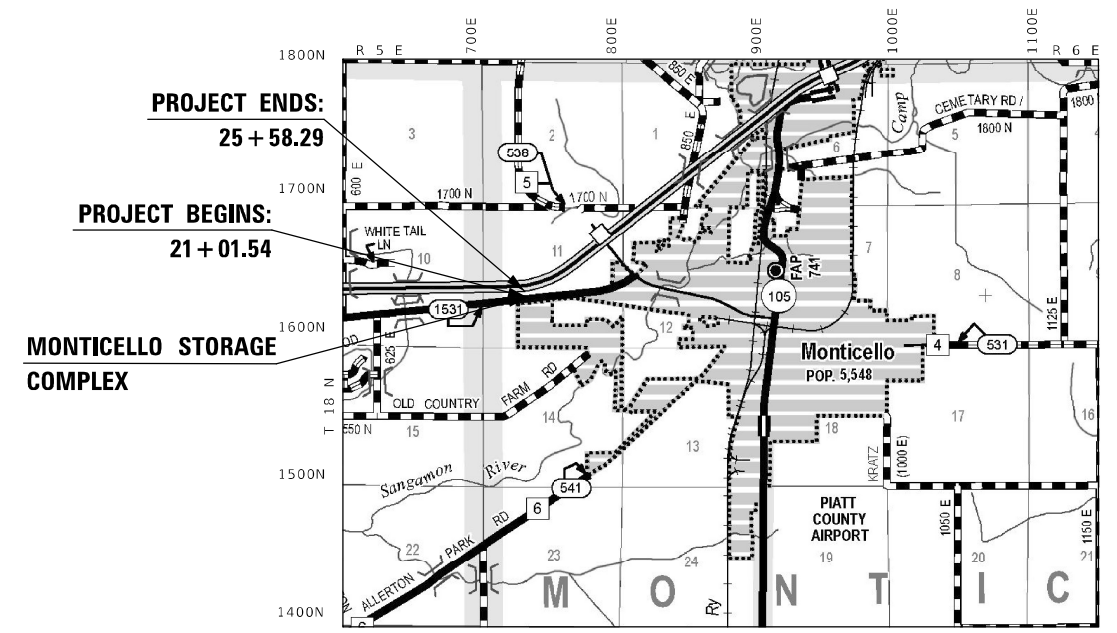 700E 800E 900E 1000E 1100E
1800N R 5 E R 6 E
PROJECT ENDS:
25 + 58.29
3 2 1 6 5
850 E
850 E
Camp
CEMETARY RD /
1800 N
1800
538
5
600 E
1700N
1700 N
1700 N
PROJECT BEGINS:
21 + 01.54
WHITE TAIL
LN
10 11 12 7 8
FAP
741
105
1531
1600N
1125 E
MONTICELLO STORAGE
COMPLEX
625 E
Monticello
POP. 5,548
4
531
OLD COUNTRY
FARM RD
T 18 N
550 N
15 14 13 18 17 16
KRATZ
(1000 E)
Sangamon River
1500N
541
6
ALLERTON PARK RD
PIATT
COUNTY
AIRPORT
1050 E
1150 E
22 23 24 19 20 21
M O N T I C
Ry
1400N